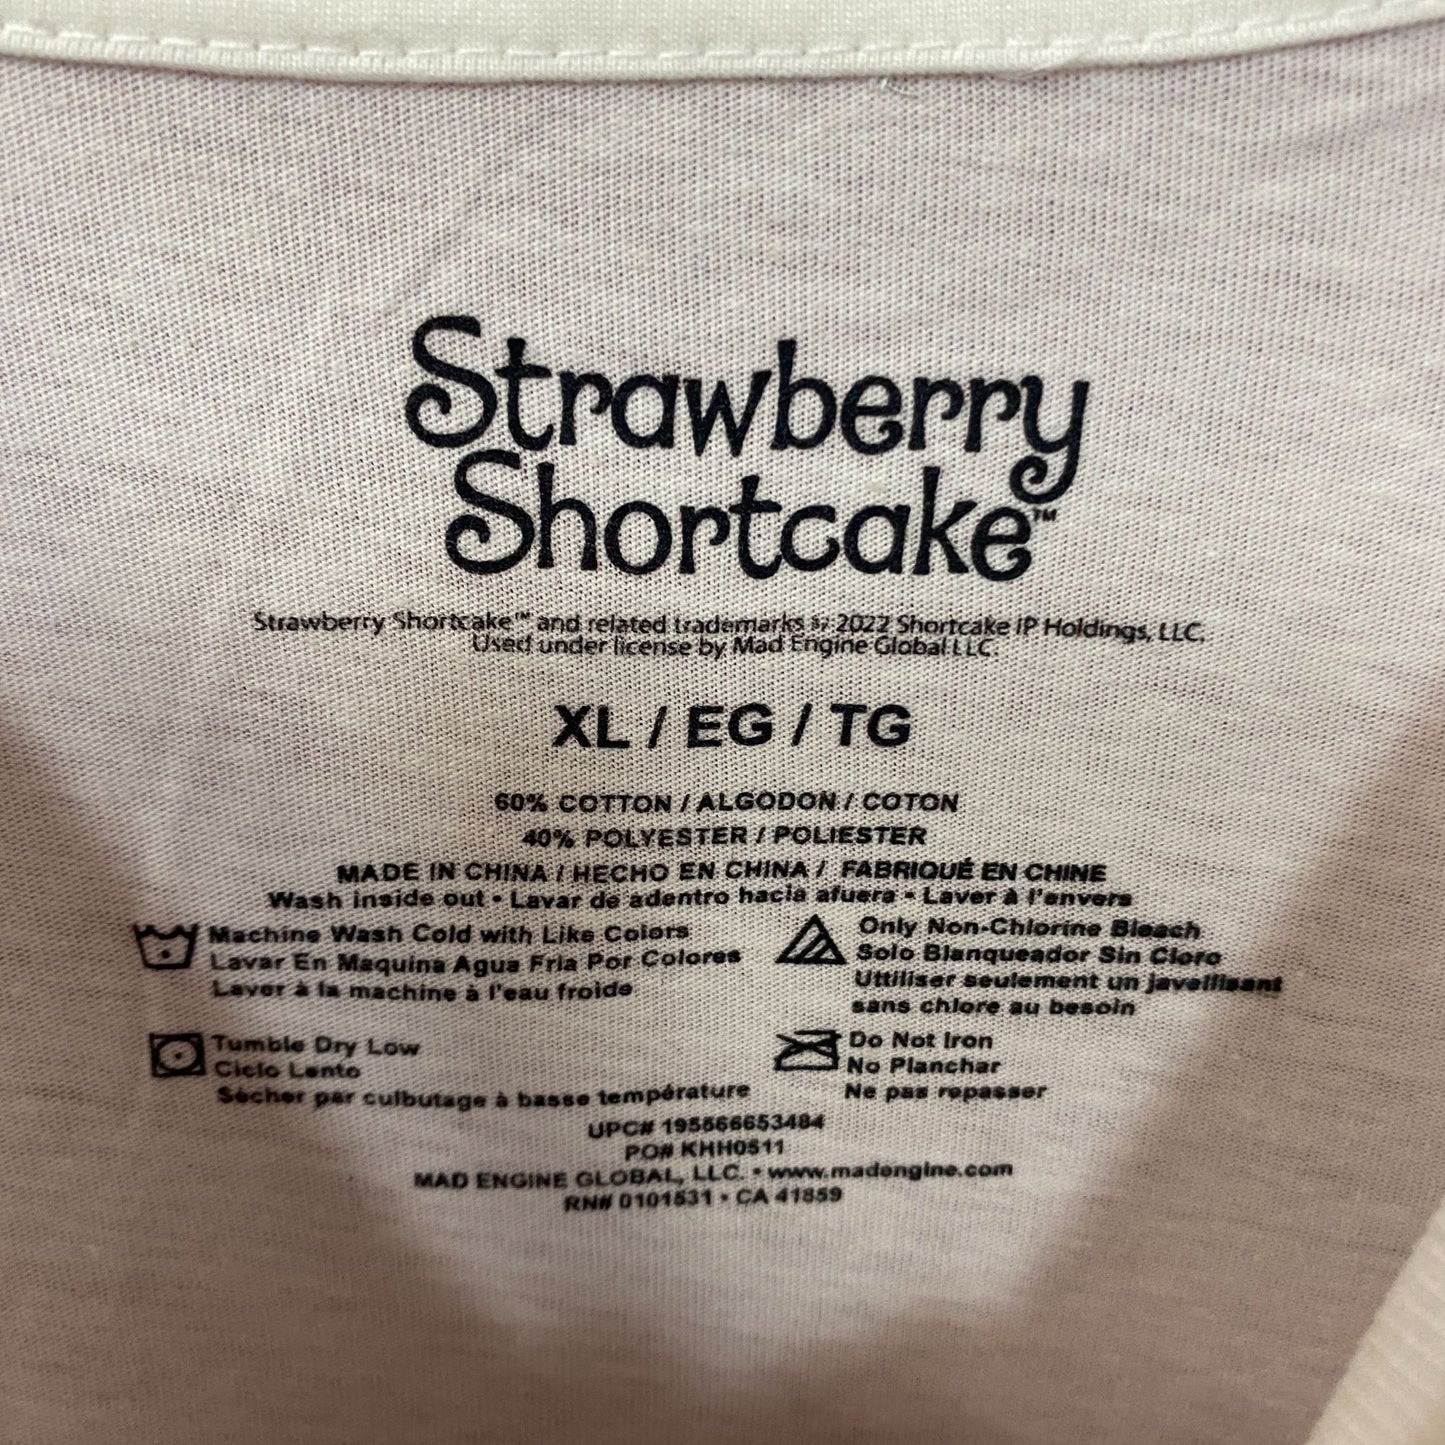 Strawberry
Shortcake™
Strawberry Shortcake™ and related trademarks 2022 Shortcake IP Holdings, LLC.
Used under license by Mad Engine Global LLC.
XL / EG / TG
60% COTTON / ALGODON / COTON
40% POLYESTER / POLIESTER
MADE IN CHINA / HECHO EN CHINA / FABRIQUÉ EN CHINE
Wash inside out • Lavar de adentro hacia afuera • Laver à l'envers
Machine Wash Cold with Like Colors
Lavar En Maquina Agua Fria Por Colores
Laver à la machine à l'eau froide
Only Non-Chlorine Bleach
Solo Blanqueador Sin Cloro
Uttiliser seulement un javellisant
sans chlore au besoin
Tumble Dry Low
Ciclo Lento
Sècher par culbutage à basse température
Do Not Iron
No Planchar
Ne pas repasser
UPC# 195566653484
PO# KHH0511
MAD ENGINE GLOBAL, LLC. • www.madengine.com
RN# 0101531 • CA 41859